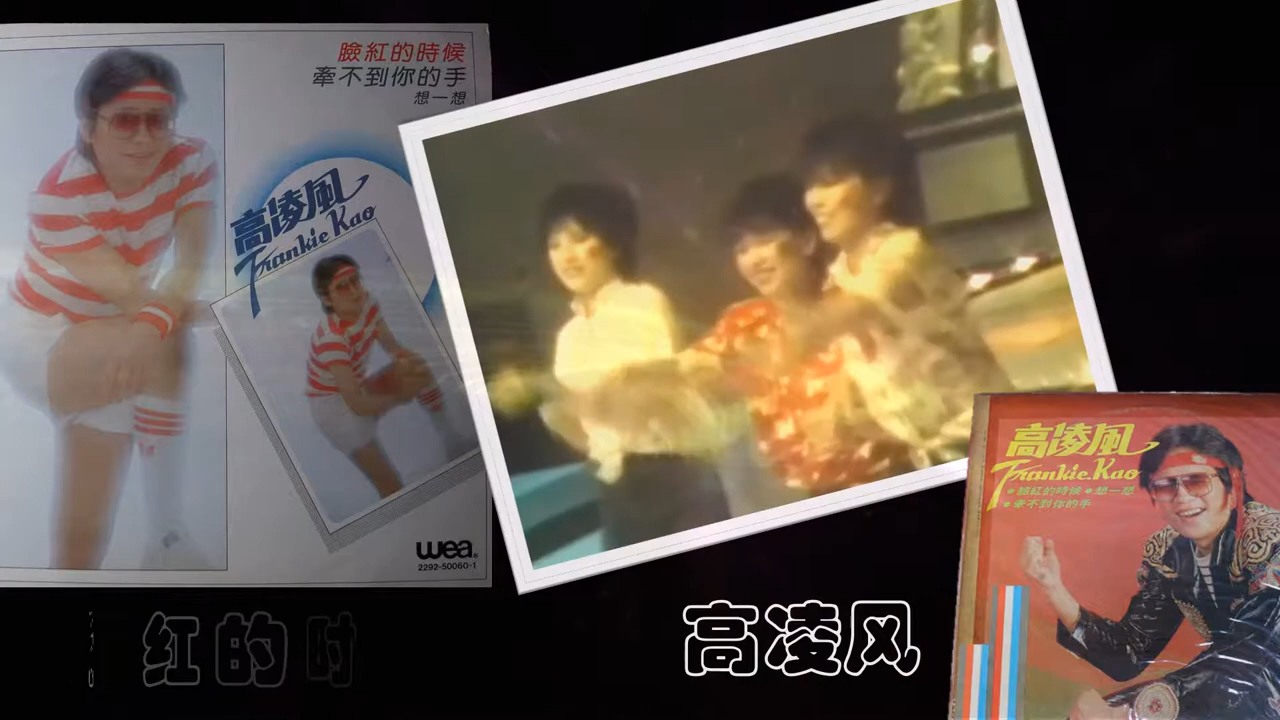 臉紅的時候
牽不到你的手
想一想
高凌風
Frankie Kao
wea®
2292-50060-1
高凌風
Frankie Kao
●臉紅的時候●想一想
●牽不到你的手
红的时
高凌风